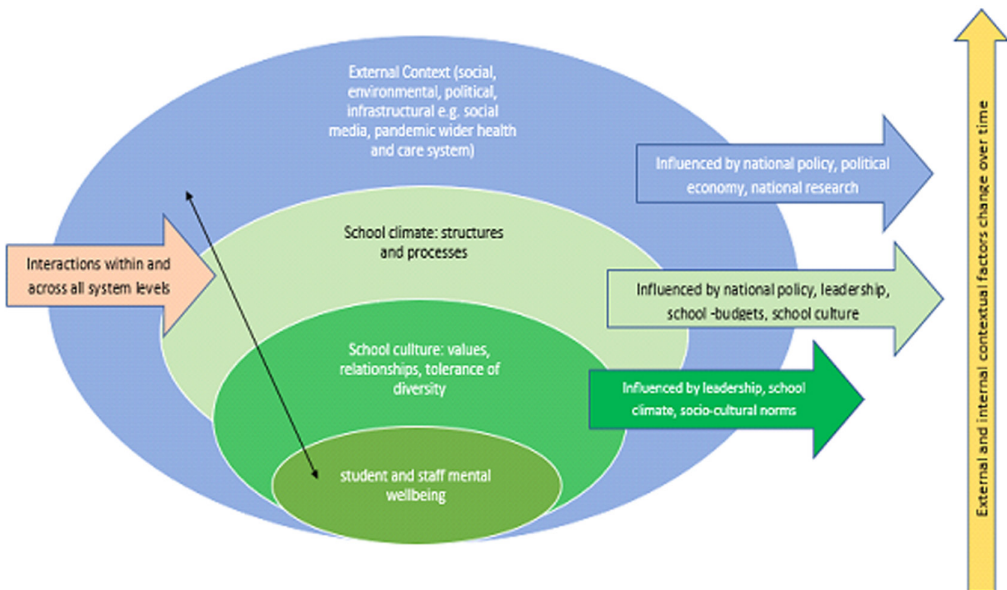 External Context (social,
environmental, political,
infrastructural e.g. social
media, pandemic wider health
and care system)
Influenced by national policy, political
economy, national research
School climate: structures
and processes
Interactions within and
across all system levels
Influenced by national policy, leadership,
school -budgets, school culture
School cullture: values,
relationships, tolerance of
diversity
Influenced by leadership, school
climate, socio-cultural norms
student and staff mental
wellbeing
External and internal contextual factors change over time